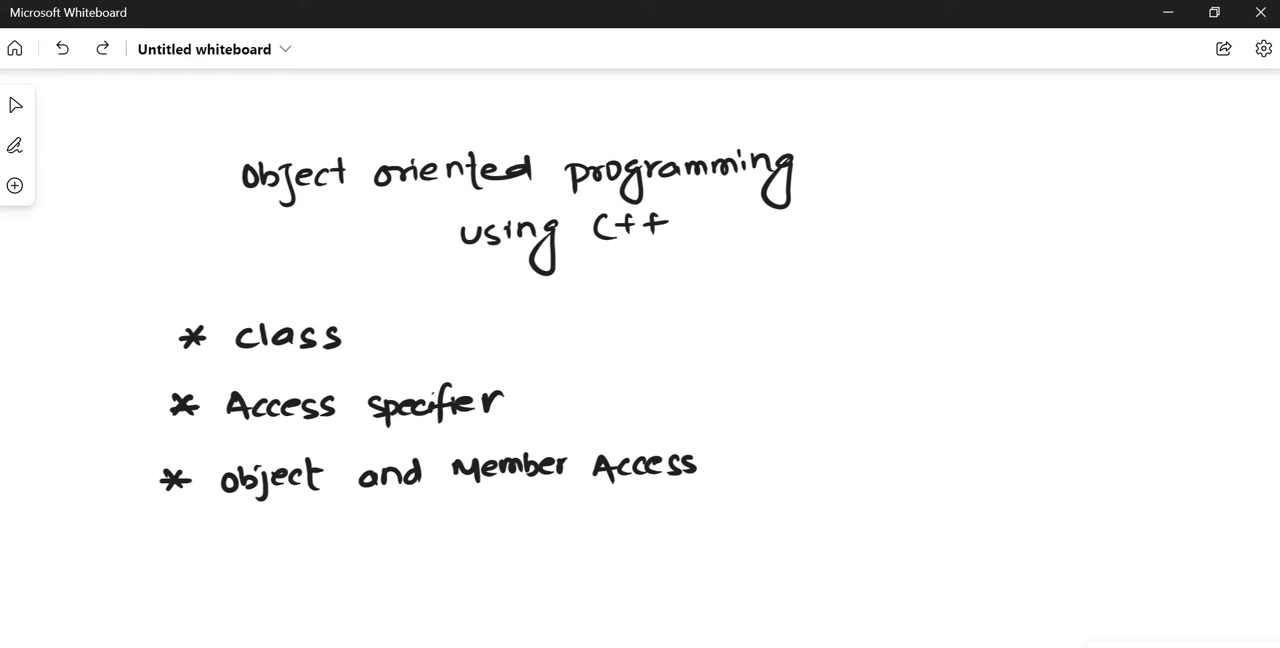 Microsoft Whiteboard
Untitled whiteboard
Object oriented programming
using C++
* class
* Access specifier
* object and Member Access